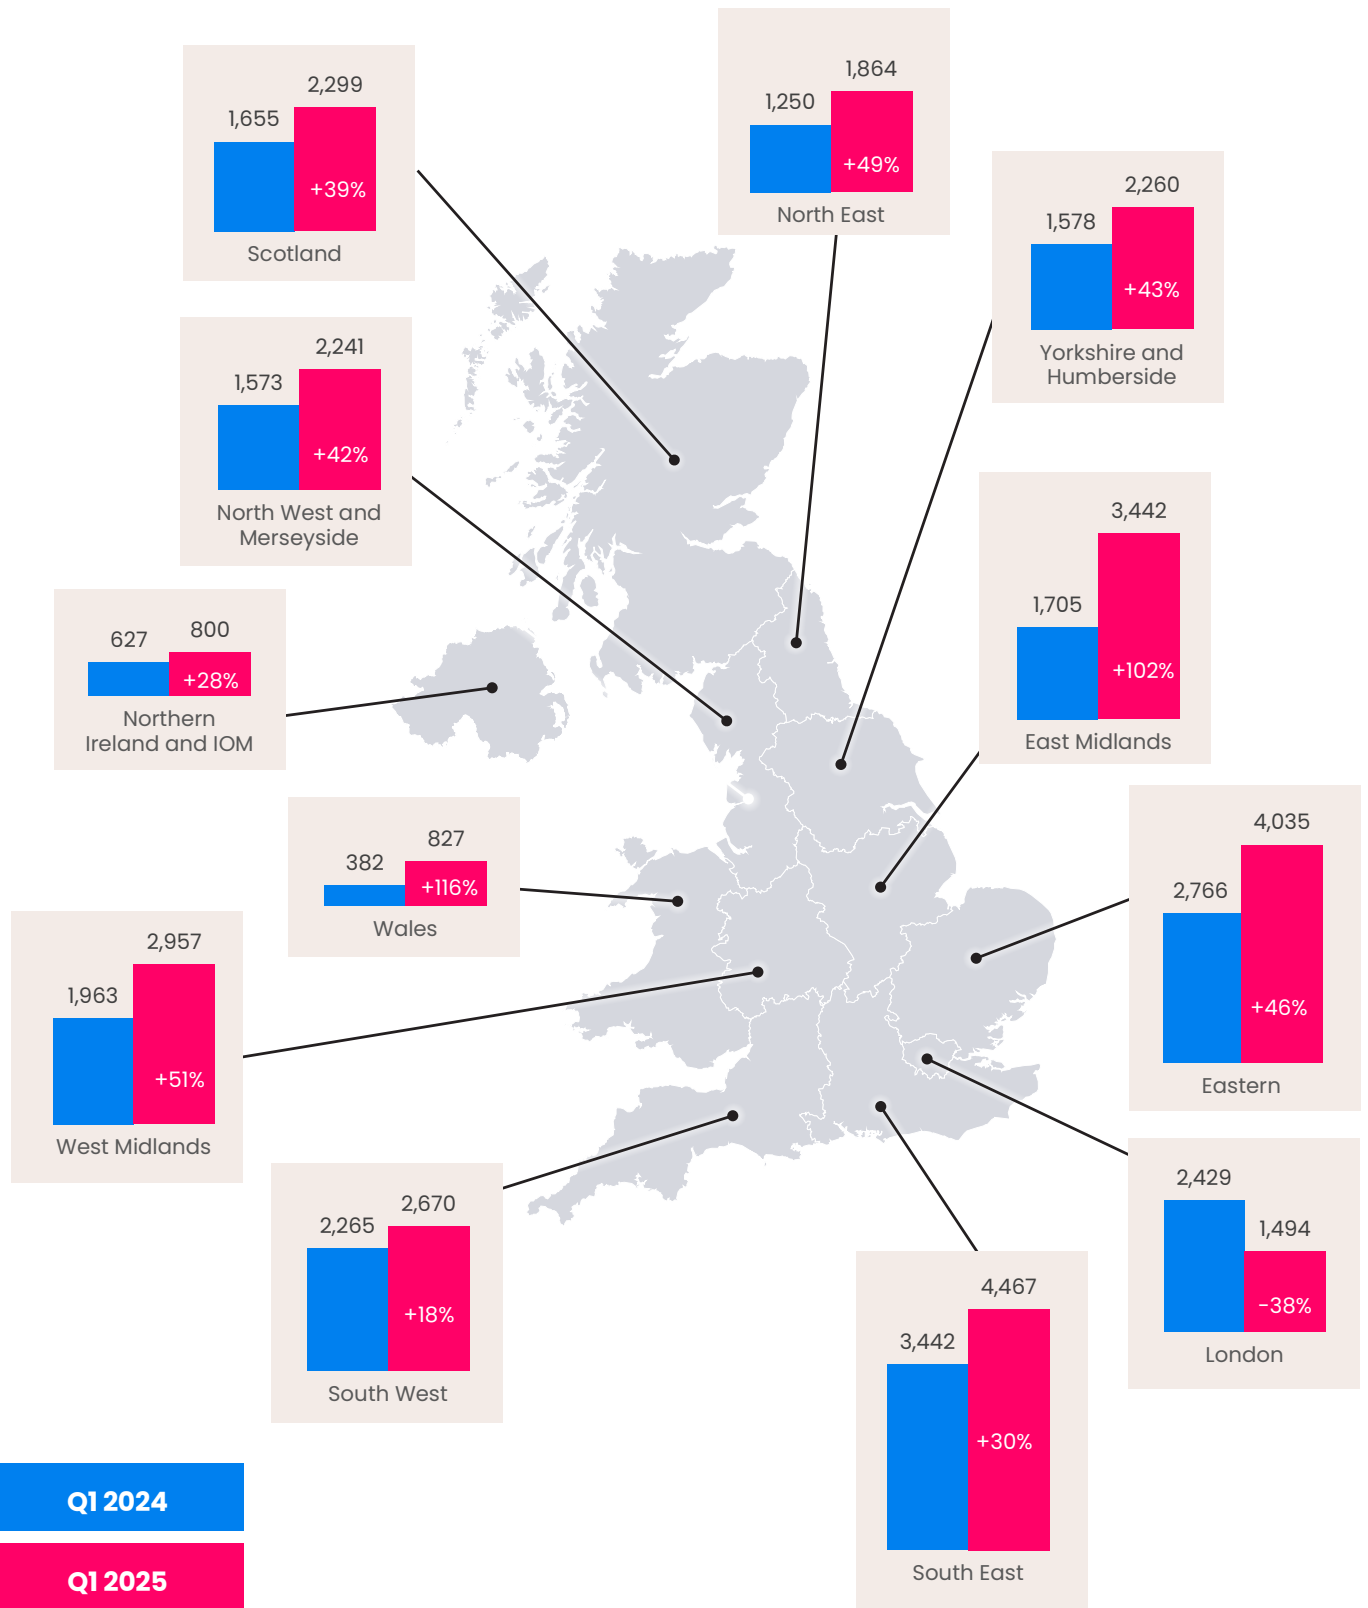 2,299
1,655
+39%
Scotland
1,864
1,250
+49%
North East
2,260
1,578
+43%
Yorkshire and
Humberside
2,241
1,573
+42%
North West and
Merseyside
3,442
1,705
+102%
East Midlands
800
627
+28%
Northern
Ireland and IOM
827
382
+116%
Wales
4,035
2,766
+46%
Eastern
2,957
1,963
+51%
West Midlands
2,429
1,494
-38%
London
2,670
2,265
+18%
South West
4,467
3,442
+30%
South East
Q1 2024
Q1 2025